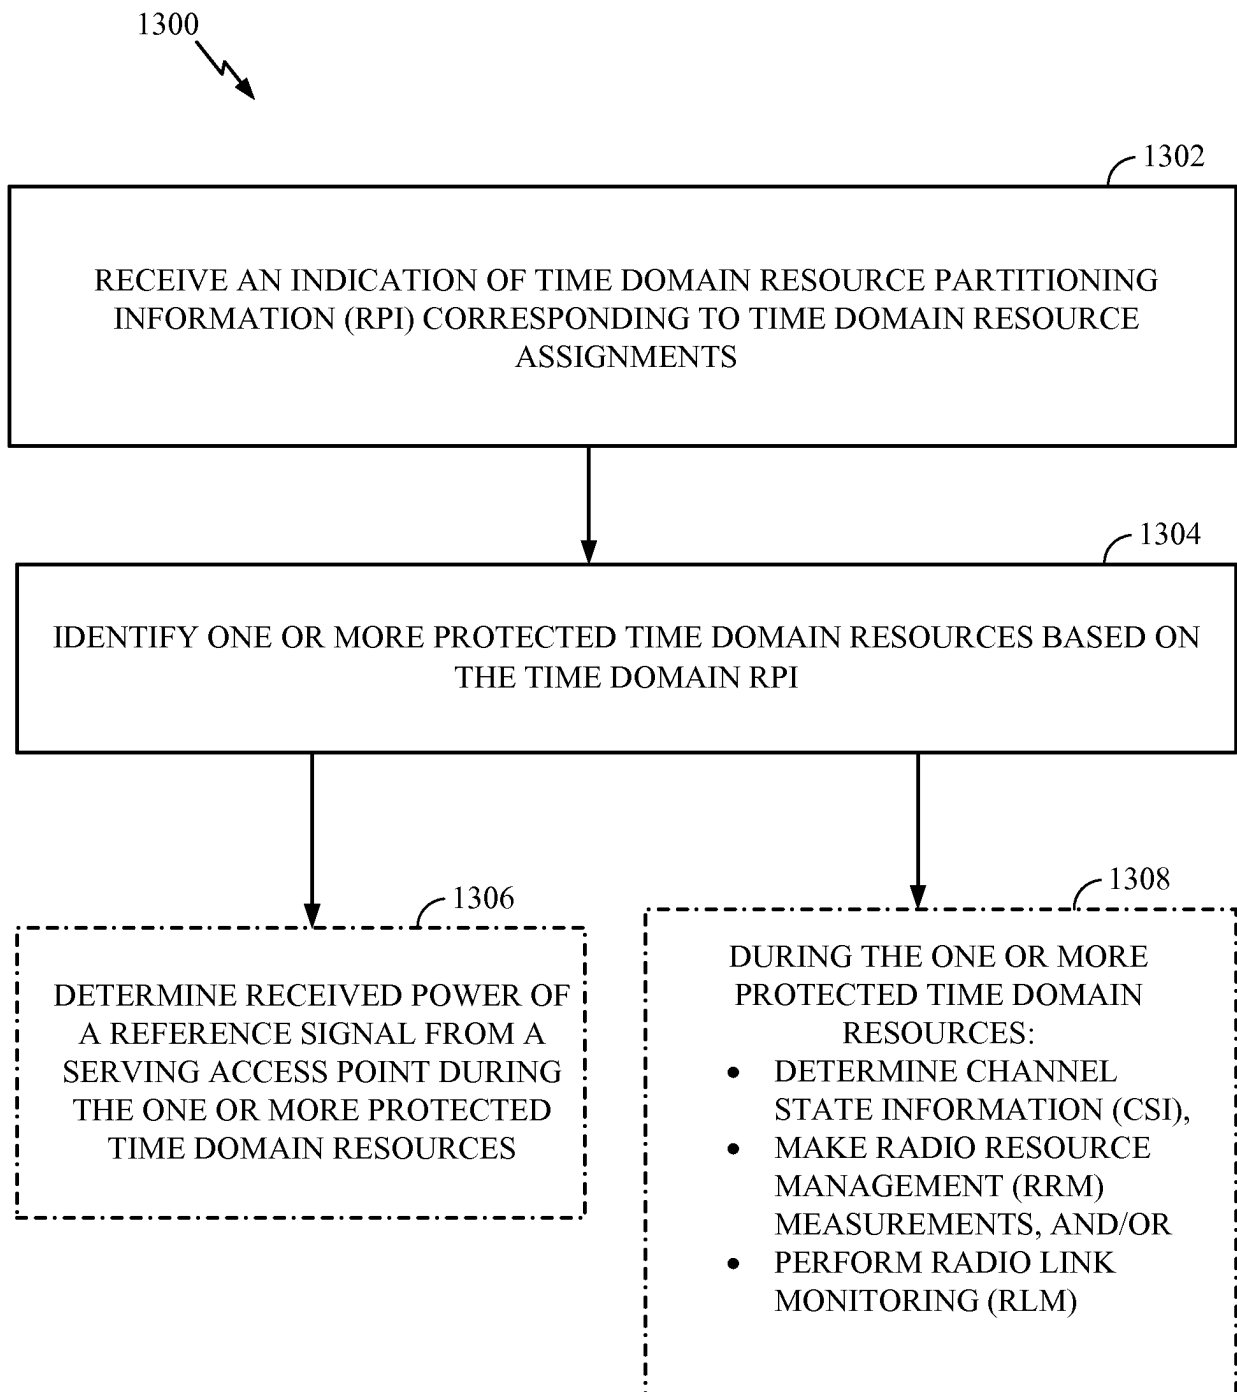 1300
1302
RECEIVE AN INDICATION OF TIME DOMAIN RESOURCE PARTITIONING
INFORMATION (RPI) CORRESPONDING TO TIME DOMAIN RESOURCE
ASSIGNMENTS
1304
IDENTIFY ONE OR MORE PROTECTED TIME DOMAIN RESOURCES BASED ON
THE TIME DOMAIN RPI
1306
DETERMINE RECEIVED POWER OF
A REFERENCE SIGNAL FROM A
SERVING ACCESS POINT DURING
THE ONE OR MORE PROTECTED
TIME DOMAIN RESOURCES
1308
DURING THE ONE OR MORE
PROTECTED TIME DOMAIN
RESOURCES:
• DETERMINE CHANNEL
STATE INFORMATION (CSI),
• MAKE RADIO RESOURCE
MANAGEMENT (RRM)
MEASUREMENTS, AND/OR
• PERFORM RADIO LINK
MONITORING (RLM)